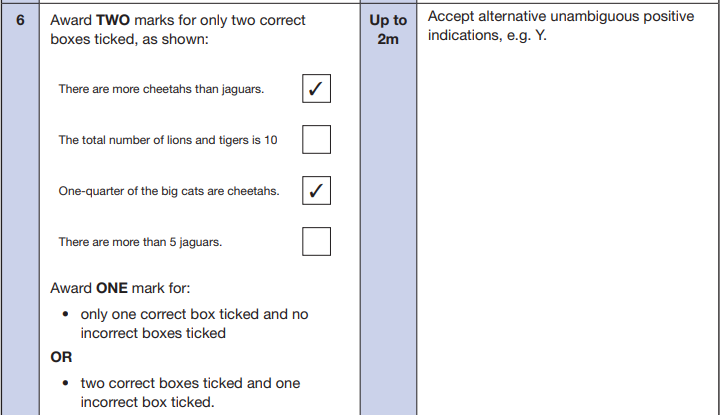 6
Award TWO marks for only two correct
boxes ticked, as shown:
There are more cheetahs than jaguars. ✓
The total number of lions and tigers is 10
One-quarter of the big cats are cheetahs. ✓
There are more than 5 jaguars.
Award ONE mark for:
• only one correct box ticked and no
incorrect boxes ticked
OR
• two correct boxes ticked and one
incorrect box ticked.
Up to
2m
Accept alternative unambiguous positive
indications, e.g. Y.